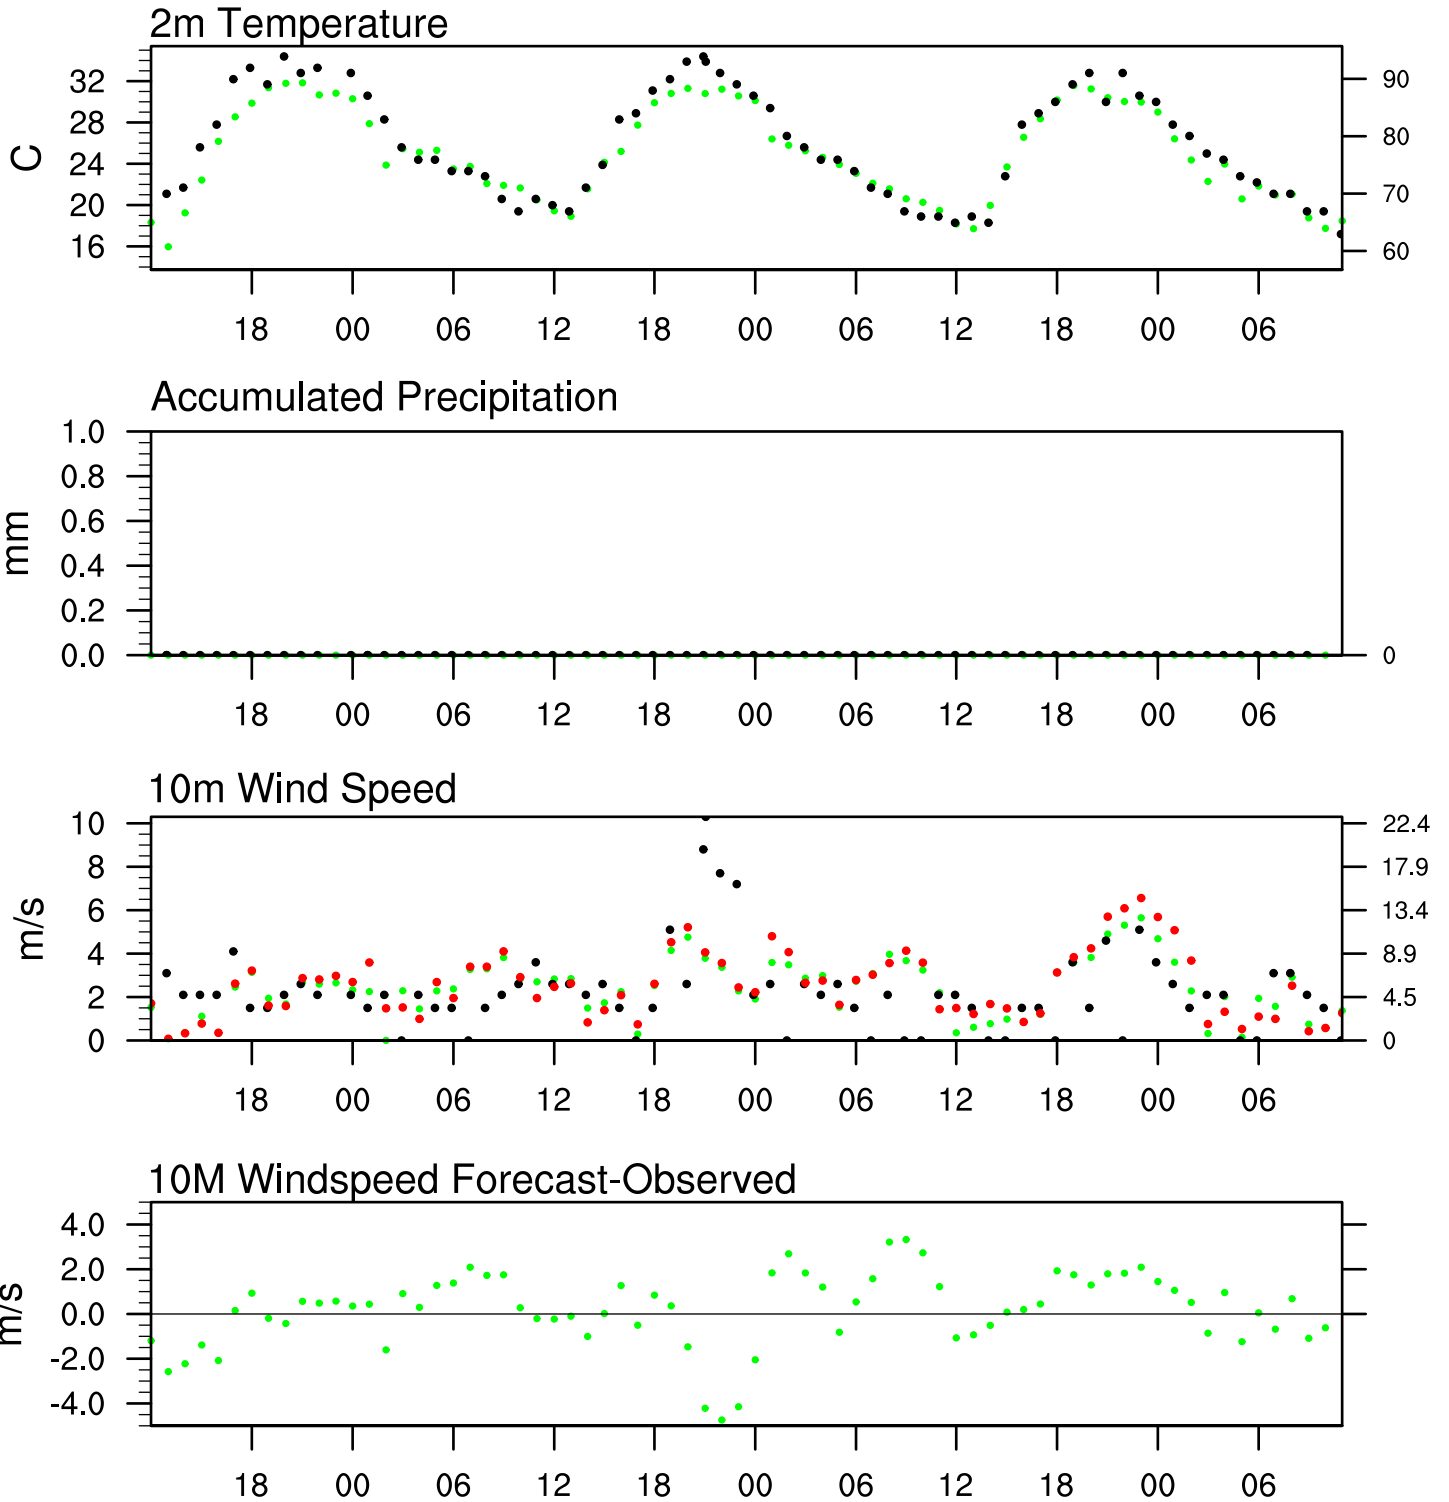 2m Temperature
32 90
28 80
24
20 70
16 60
C
18 00 06 12 18 00 06 12 18 00 06
Accumulated Precipitation
1.0
0.8
0.6
0.4
0.2
0.0 0
mm
18 00 06 12 18 00 06 12 18 00 06
10m Wind Speed
10 22.4
8 17.9
6 13.4
4 8.9
2 4.5
0 0
m/s
18 00 06 12 18 00 06 12 18 00 06
10M Windspeed Forecast-Observed
4.0
2.0
0.0
-2.0
-4.0
m/s
18 00 06 12 18 00 06 12 18 00 06